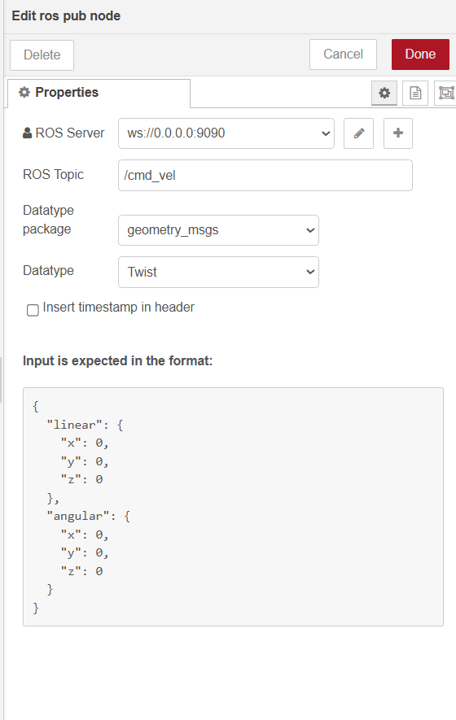 Edit ros pub node
Delete
Cancel
Done
Properties
ROS Server
ws://0.0.0.0:9090
ROS Topic
/cmd_vel
Datatype
package
geometry_msgs
Datatype
Twist
Insert timestamp in header
Input is expected in the format:
{
  "linear": {
    "x": 0,
    "y": 0,
    "z": 0
  },
  "angular": {
    "x": 0,
    "y": 0,
    "z": 0
  }
}